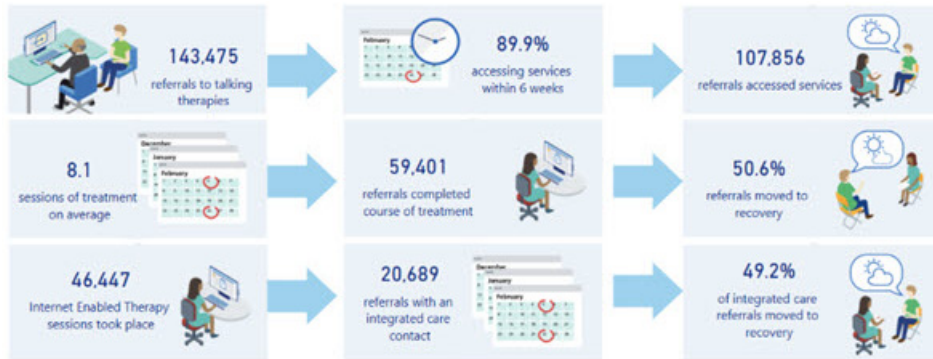 143,475
referrals to talking
therapies
February
89.9%
accessing services
within 6 weeks
107,856
referrals accessed services
8.1
sessions of treatment
on average
December
January
February
59,401
referrals completed
course of treatment
50.6%
referrals moved to
recovery
46,447
Internet Enabled Therapy
sessions took place
20,689
referrals with an
integrated care
contact
December
January
February
49.2%
of integrated care
referrals moved to
recovery